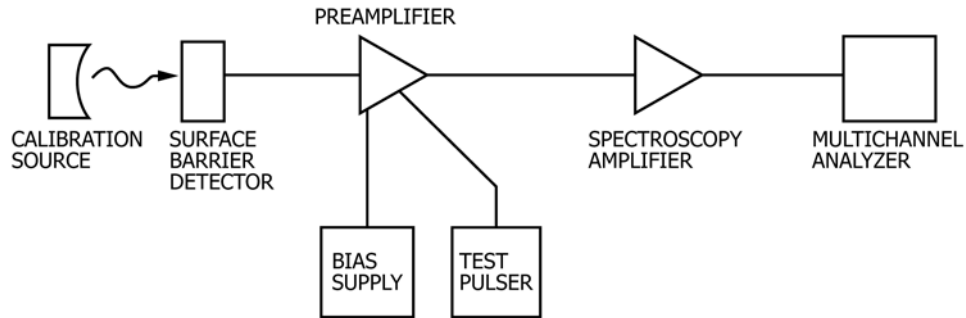 PREAMPLIFIER
CALIBRATION
SOURCE
SURFACE
BARRIER
DETECTOR
SPECTROSCOPY
AMPLIFIER
MULTICHANNEL
ANALYZER
BIAS
SUPPLY
TEST
PULSER